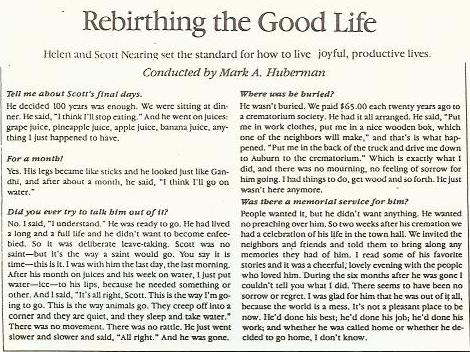 Rebirthing the Good Life
Helen and Scott Nearing set the standard for how to live joyful, productive lives.
Conducted by Mark A. Huberman
Tell me about Scott's final days.
He decided 100 years was enough. We were sitting at din-
ner. He said, "I think I'll stop eating." And he went on juices:
grape juice, pineapple juice, apple juice, banana juice, any-
thing I just happened to have.
For a month!
Yes. His legs became like sticks and he looked just like Gan-
dhi, and after about a month, he said, "I think I'll go on
water."
Did you ever try to talk him out of it?
No. I said, "I understand." He was ready to go. He had lived
a long and a full life and he didn't want to become enfee-
bled. So it was deliberate leave-taking. Scott was no
saint—but it's the way a saint would go. You say it is
time—this is it. I was with him the last day, the last morning.
After his month on juices and his week on water, I just put
water—ice—to his lips, because he needed something or
other. And I said, "It's all right, Scott. This is the way I'm go-
ing to go. This is the way animals go. They creep off into a
corner and they are quiet, and they sleep and take water."
There was no movement. There was no rattle. He just went
slower and slower and said, "All right." And he was gone.
Where was he buried?
He wasn't buried. We paid $65.00 each twenty years ago to
a crematorium society. He had it all arranged. He said, "Put
me in work clothes, put me in a nice wooden box, which
one of the neighbors will make," and that's is what hap-
pened. "Put me in the back of the truck and drive me down
to Auburn to the crematorium." Which is exactly what I
did, and there was no mourning, no feeling of sorrow for
him going. I had things to do, get wood and so forth. He just
wasn't here anymore.
Was there a memorial service for him?
People wanted it, but he didn't want anything. He wanted
no preaching over him. So two weeks after his cremation we
had a celebration of his life in the town hall. We invited the
neighbors and friends and told them to bring along any
memories they had of him. I read some of his favorite
stories and it was a cheerful, lovely evening with the people
who loved him. During the six months after he was gone I
couldn't tell you what I did. There seems to have been no
sorrow or regret. I was glad for him that he was out of it all,
because the world is a mess. It's not a pleasant place to be
now. He'd done his best; he'd done his job; he'd done his
work; and whether he was called home or whether he de-
cided to go home, I don't know.